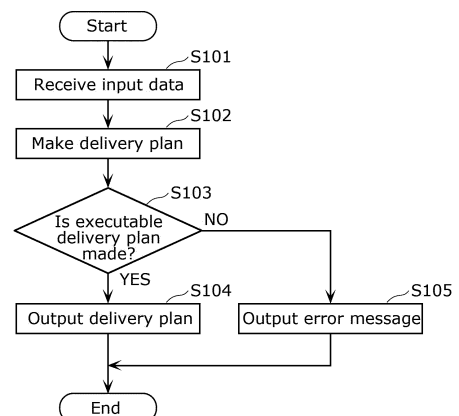 Start
S101
Receive input data
S102
Make delivery plan
S103
Is executable
delivery plan
made?
NO
YES
S104
Output delivery plan
S105
Output error message
End